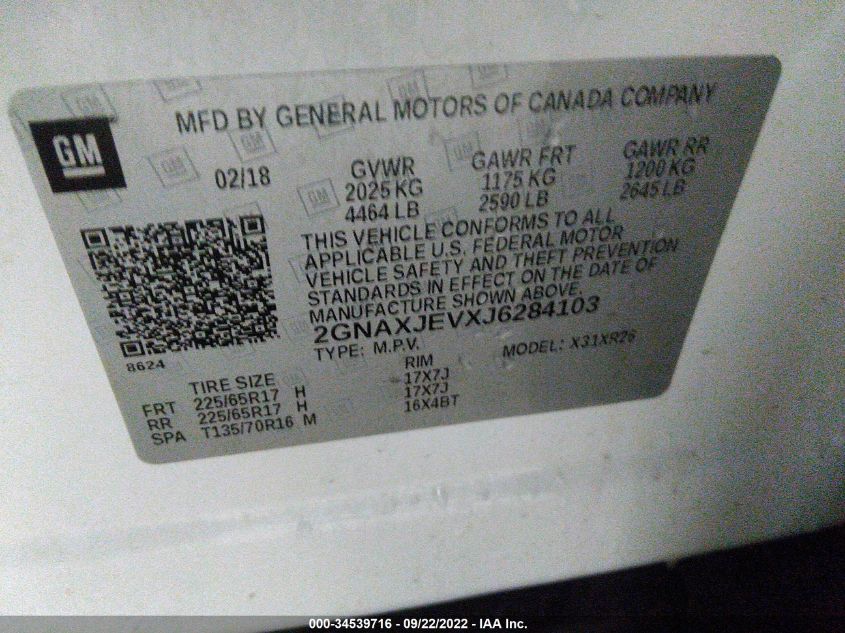 MFD BY GENERAL MOTORS OF CANADA COMPANY
GM
02/18 GVWR GAWR FRT GAWR RR
2025 KG 1175 KG 1200 KG
4464 LB 2590 LB 2645 LB
THIS VEHICLE CONFORMS TO ALL
APPLICABLE U.S. FEDERAL MOTOR
VEHICLE SAFETY AND THEFT PREVENTION
STANDARDS IN EFFECT ON THE DATE OF
MANUFACTURE SHOWN ABOVE.
2GNAXJEVXJ6284103
TYPE: M.P.V. MODEL: X31XR26
8624
TIRE SIZE RIM
FRT 225/65R17 H 17X7J
RR 225/65R17 H 17X7J
SPA T135/70R16 M 16X4BT
000-34539716 - 09/22/2022 - IAA Inc.